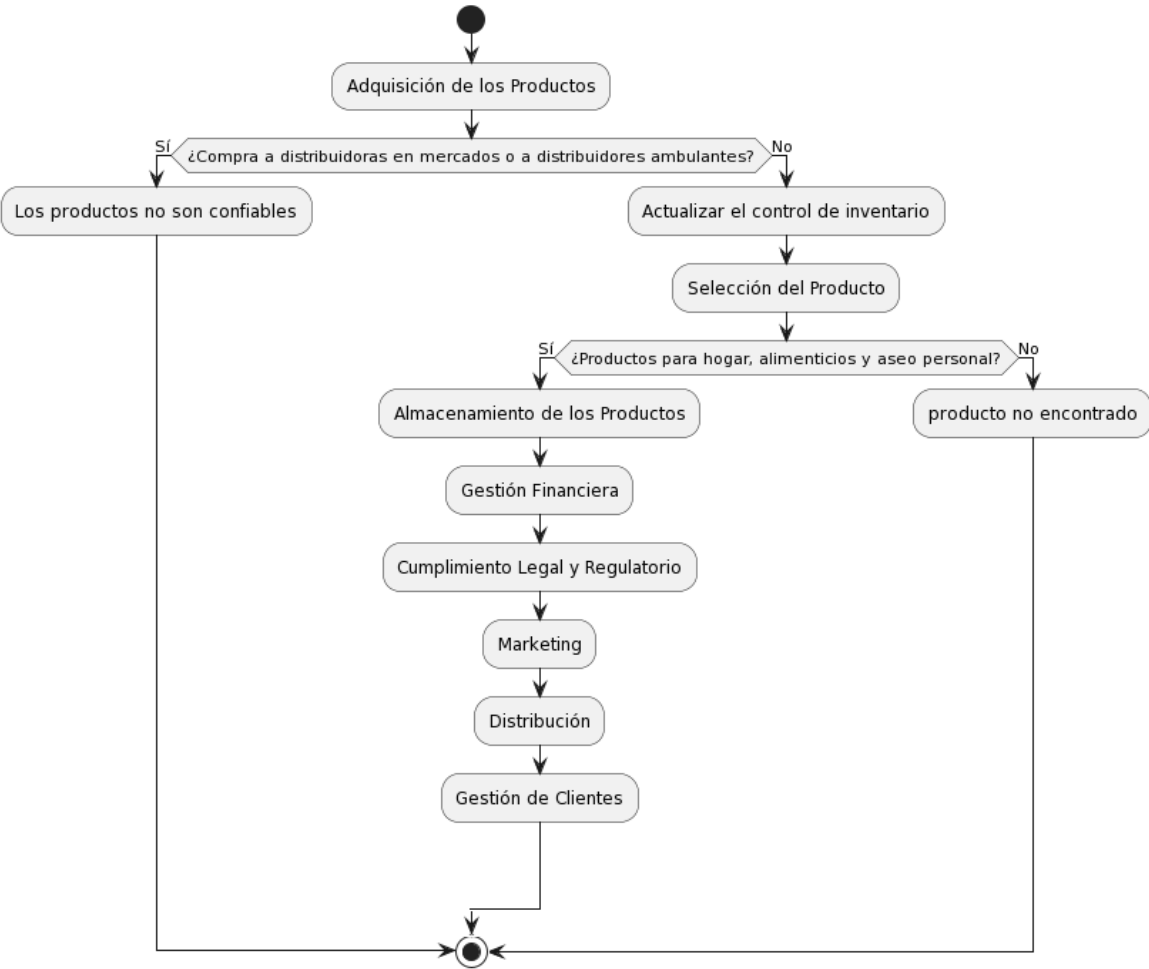 Adquisición de los Productos
Sí
¿Compra a distribuidoras en mercados o a distribuidores ambulantes?
No
Los productos no son confiables
Actualizar el control de inventario
Selección del Producto
Sí
¿Productos para hogar, alimenticios y aseo personal?
No
Almacenamiento de los Productos
producto no encontrado
Gestión Financiera
Cumplimiento Legal y Regulatorio
Marketing
Distribución
Gestión de Clientes